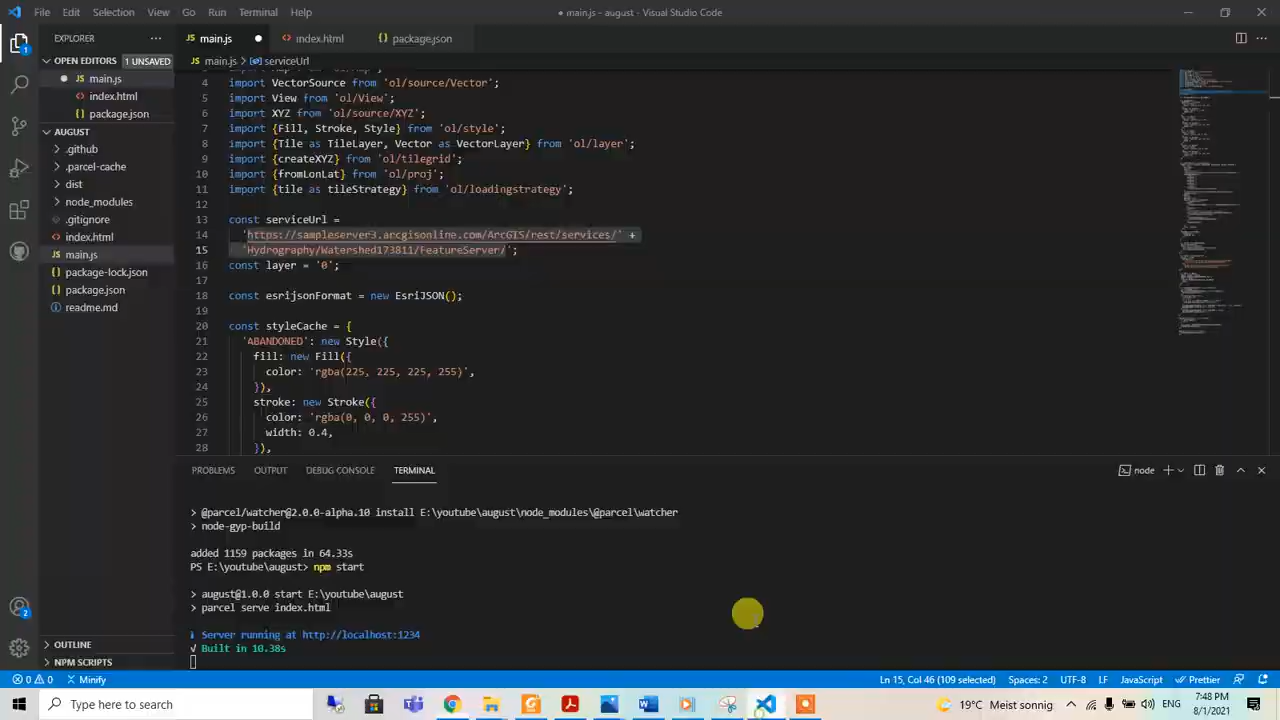 File Edit Selection View Go Run Terminal Help
● main.js - august - Visual Studio Code
EXPLORER
JS main.js
index.html
package.json
OPEN EDITORS 1 UNSAVED
JS main.js > serviceUrl
JS main.js
<> index.html
{} package.json
AUGUST
> .github
> .parcel-cache
> dist
> node_modules
.gitignore
<> index.html
JS main.js
{} package-lock.json
{} package.json
readme.md
4 import VectorSource from 'ol/source/Vector';
5 import View from 'ol/View';
6 import XYZ from 'ol/source/XYZ';
7 import {Fill, Stroke, Style} from 'ol/style';
8 import {Tile as TileLayer, Vector as VectorLayer} from 'ol/layer';
9 import {createXYZ} from 'ol/tilegrid';
10 import {fromLonLat} from 'ol/proj';
11 import {tile as tileStrategy} from 'ol/loadingstrategy';
12
13 const serviceUrl =
14 'https://sampleserver3.arcgisonline.com/ArcGIS/rest/services/' +
15 'Hydrography/Watershed173811/FeatureServer/';
16 const layer = '0';
17
18 const esrijsonFormat = new EsriJSON();
19
20 const styleCache = {
21 'ABANDONED': new Style({
22 fill: new Fill({
23 color: 'rgba(225, 225, 225, 255)',
24 }),
25 stroke: new Stroke({
26 color: 'rgba(0, 0, 0, 255)',
27 width: 0.4,
28 }),
PROBLEMS OUTPUT DEBUG CONSOLE TERMINAL
node
> @parcel/watcher@2.0.0-alpha.10 install E:\youtube\august\node_modules\@parcel\watcher
> node-gyp-build
added 1159 packages in 64.33s
PS E:\youtube\august> npm start
> august@1.0.0 start E:\youtube\august
> parcel serve index.html
i Server running at http://localhost:1234
√ Built in 10.38s
> OUTLINE
> NPM SCRIPTS
0 0 Minify
Ln 15, Col 46 (109 selected) Spaces: 2 UTF-8 LF JavaScript Prettier
Type here to search
19°C Meist sonnig
ENG
7:48 PM
8/1/2021